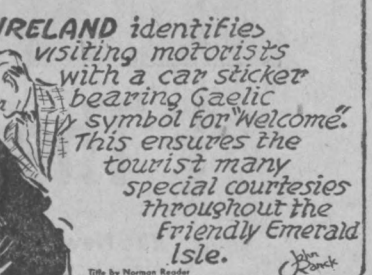 IRELAND identifies
visiting motorists
with a car sticker
bearing Gaelic
symbol for "Welcome".
This ensures the
tourist many
special courtesies
throughout the
Friendly Emerald
Isle.
John
Ranck
Title by Norman Reader